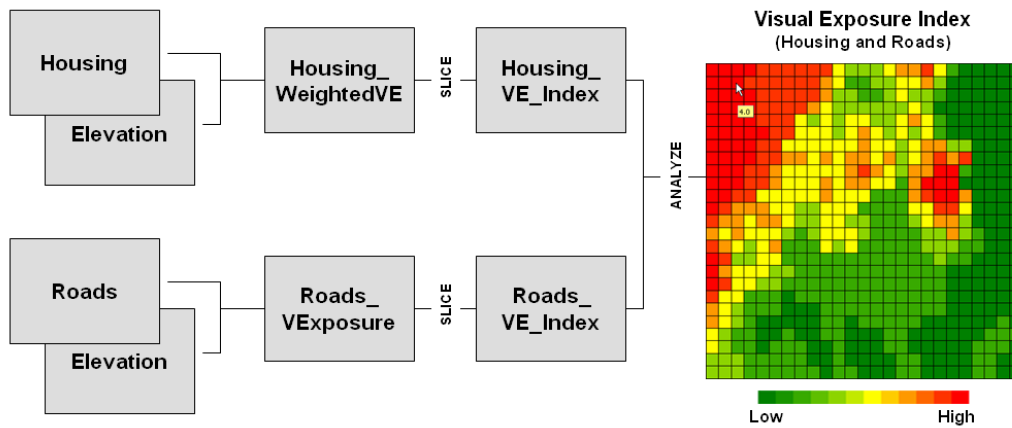 Housing
Elevation
Housing_
WeightedVE
SLICE
Housing_
VE_Index
Roads
Elevation
Roads_
VExposure
SLICE
Roads_
VE_Index
ANALYZE
Visual Exposure Index
(Housing and Roads)
4.0
Low
High